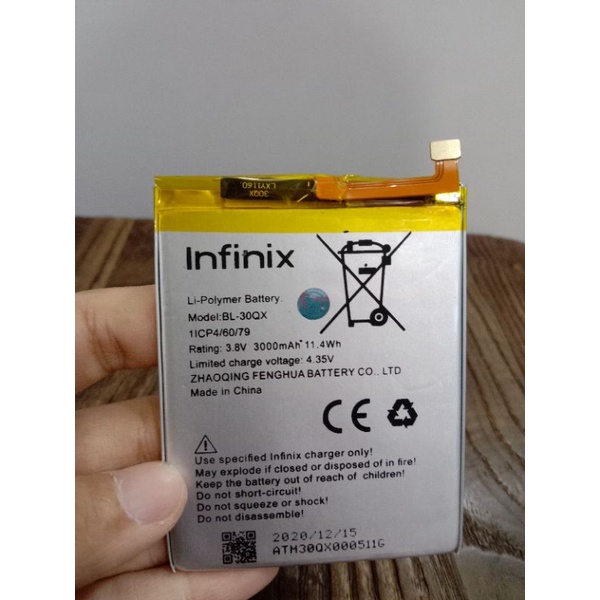 30QX
LXY1160
Infinix
Li-Polymer Battery
Model:BL-30QX
1ICP4/60/79
Rating: 3.8V 3000mAh 11.4Wh
Limited charge voltage: 4.35V
ZHAOQING FENGHUA BATTERY CO., LTD
Made in China
CE
Use specified Infinix charger only!
May explode if closed or disposed of in fire!
Keep the battery out of reach of children!
Do not short-circuit!
Do not squeeze or shock!
Do not disassemble!
2020/12/15
ATH30QX000511G